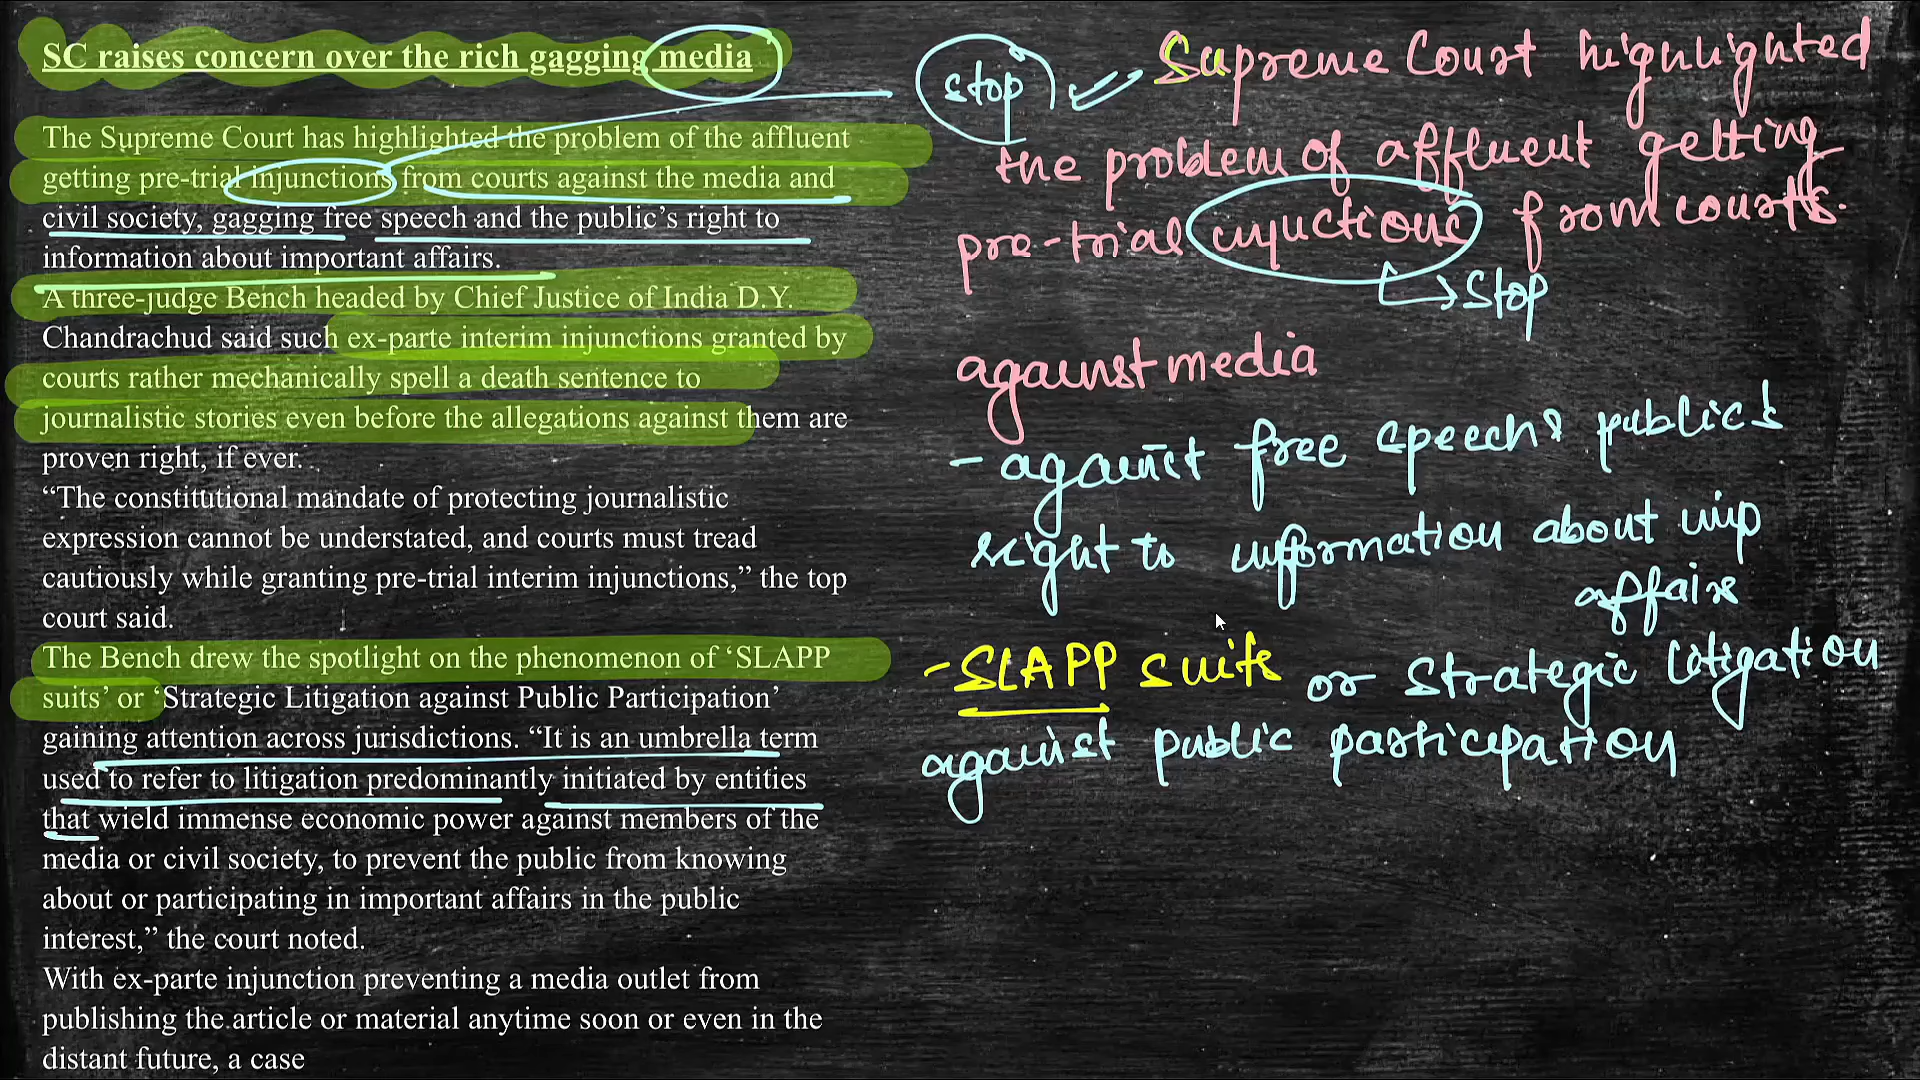 SC raises concern over the rich gagging media
The Supreme Court has highlighted the problem of the affluent
getting pre-trial injunctions from courts against the media and
civil society, gagging free speech and the public’s right to
information about important affairs.
A three-judge Bench headed by Chief Justice of India D.Y.
Chandrachud said such ex-parte interim injunctions granted by
courts rather mechanically spell a death sentence to
journalistic stories even before the allegations against them are
proven right, if ever.
“The constitutional mandate of protecting journalistic
expression cannot be understated, and courts must tread
cautiously while granting pre-trial interim injunctions,” the top
court said.
The Bench drew the spotlight on the phenomenon of ‘SLAPP
suits’ or ‘Strategic Litigation against Public Participation’
gaining attention across jurisdictions. “It is an umbrella term
used to refer to litigation predominantly initiated by entities
that wield immense economic power against members of the
media or civil society, to prevent the public from knowing
about or participating in important affairs in the public
interest,” the court noted.
With ex-parte injunction preventing a media outlet from
publishing the article or material anytime soon or even in the
distant future, a case
stop
Supreme Court highlighted
the problem of affluent getting
pre-trial injuctions from courts.
stop
against media
- against free speech & public's
right to information about imp
affairs
- SLAPP suits or strategic litigation
against public participation